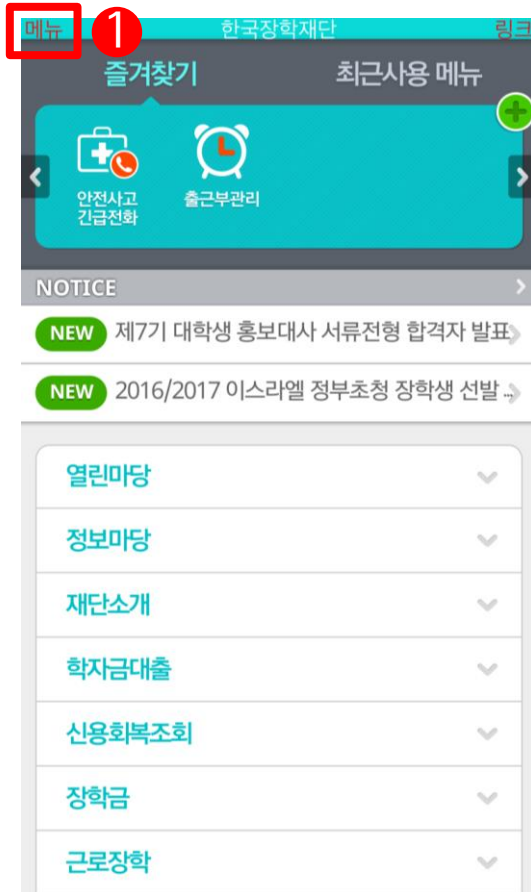 메뉴 1 한국장학재단 링크
즐겨찾기 최근사용 메뉴
안전사고 출근부관리
긴급전화
NOTICE
NEW 제7기 대학생 홍보대사 서류전형 합격자 발표
NEW 2016/2017 이스라엘 정부초청 장학생 선발 ..
열린마당
정보마당
재단소개
학자금대출
신용회복조회
장학금
근로장학